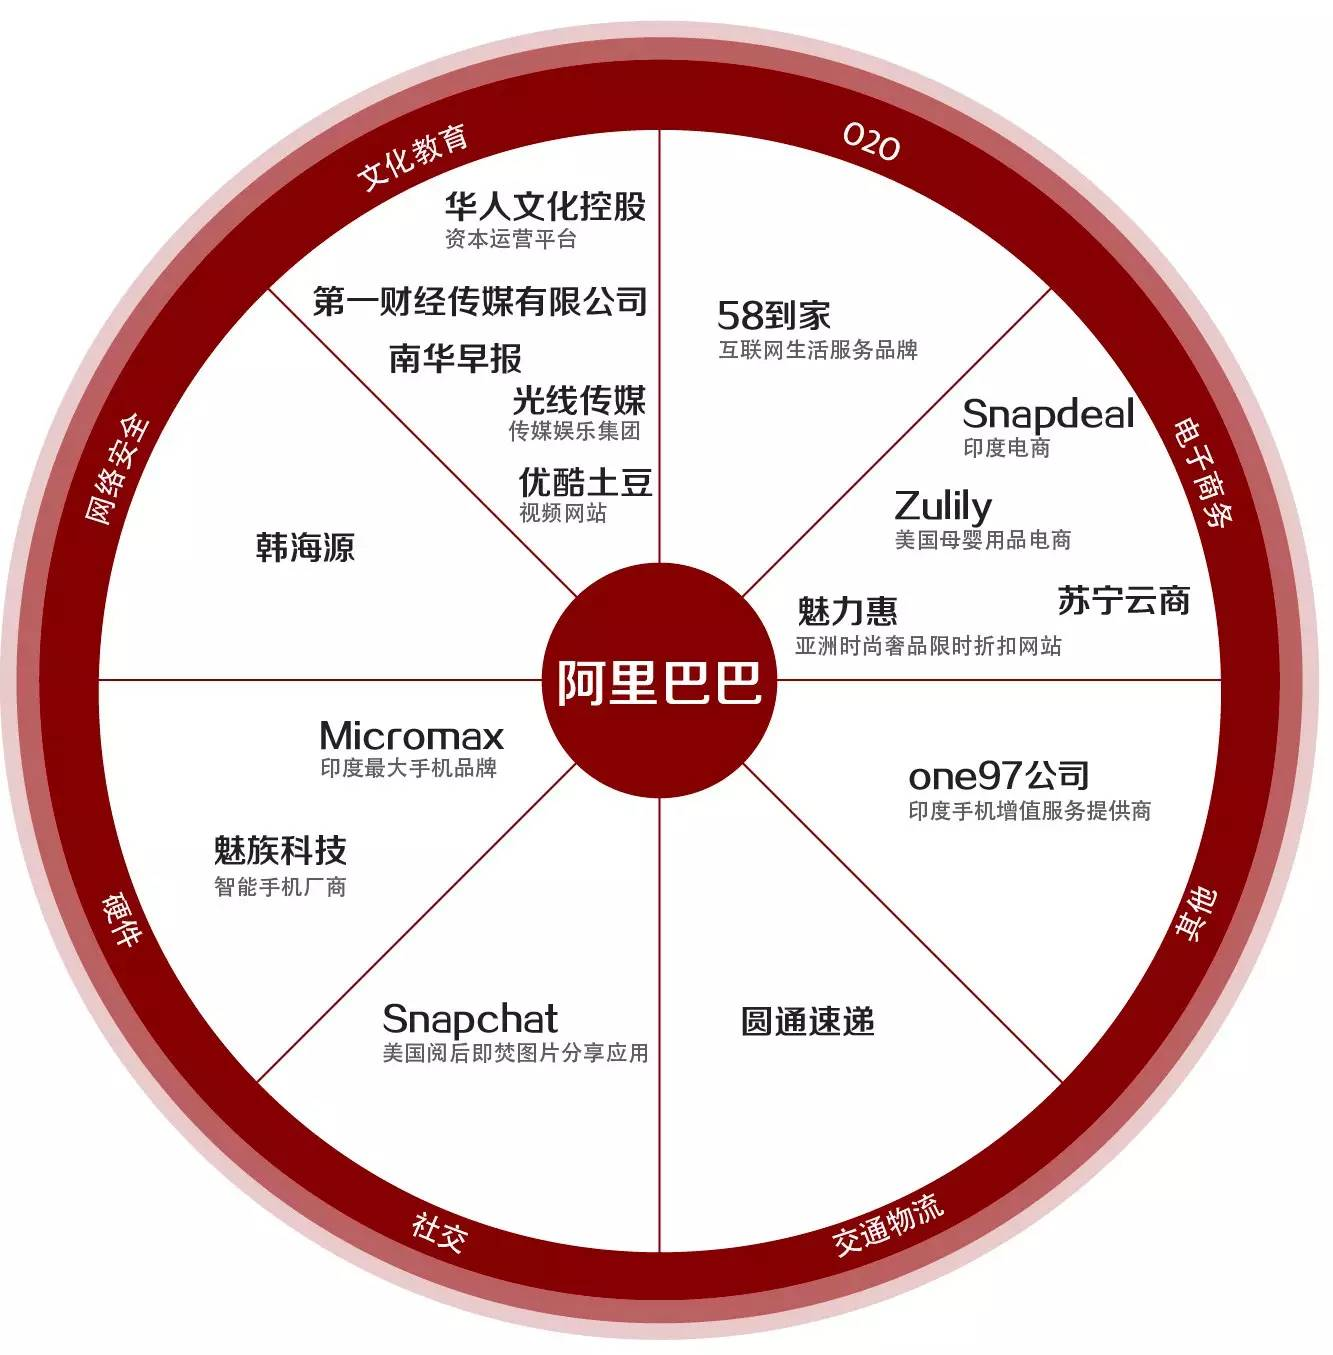 文化教育
华人文化控股
资本运营平台
第一财经传媒有限公司
南华早报
光线传媒
传媒娱乐集团
优酷土豆
视频网站
O2O
58到家
互联网生活服务品牌
电子商务
Snapdeal
印度电商
Zulily
美国母婴用品电商
苏宁云商
魅力惠
亚洲时尚奢品限时折扣网站
网络安全
韩海源
阿里巴巴
硬件
Micromax
印度最大手机品牌
魅族科技
智能手机厂商
其他
one97公司
印度手机增值服务提供商
社交
Snapchat
美国阅后即焚图片分享应用
交通物流
圆通速递